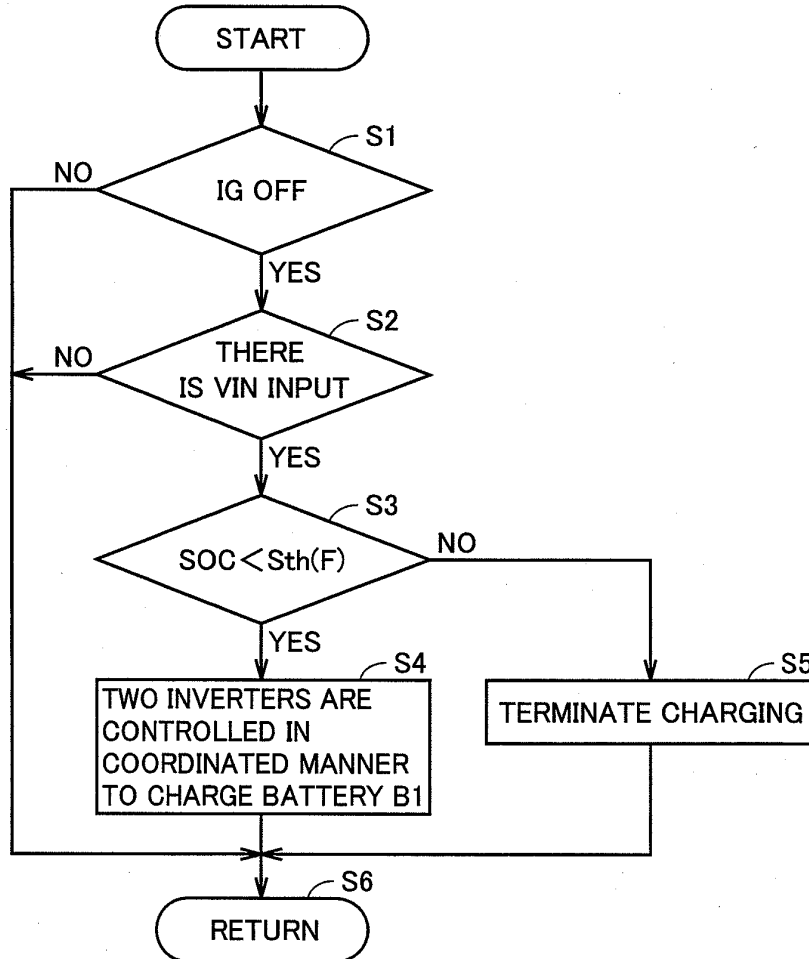 START
S1
NO
IG OFF
YES
S2
NO
THERE
IS VIN INPUT
YES
S3
NO
SOC<Sth(F)
YES
S4
S5
TWO INVERTERS ARE
CONTROLLED IN
COORDINATED MANNER
TO CHARGE BATTERY B1
TERMINATE CHARGING
S6
RETURN